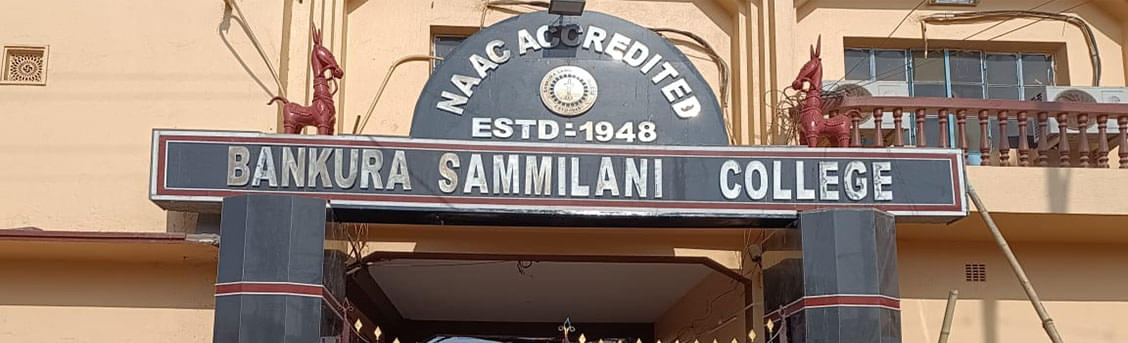 NAAC ACCREDITED
ESTD-1948
BANKURA SAMMILANI COLLEGE